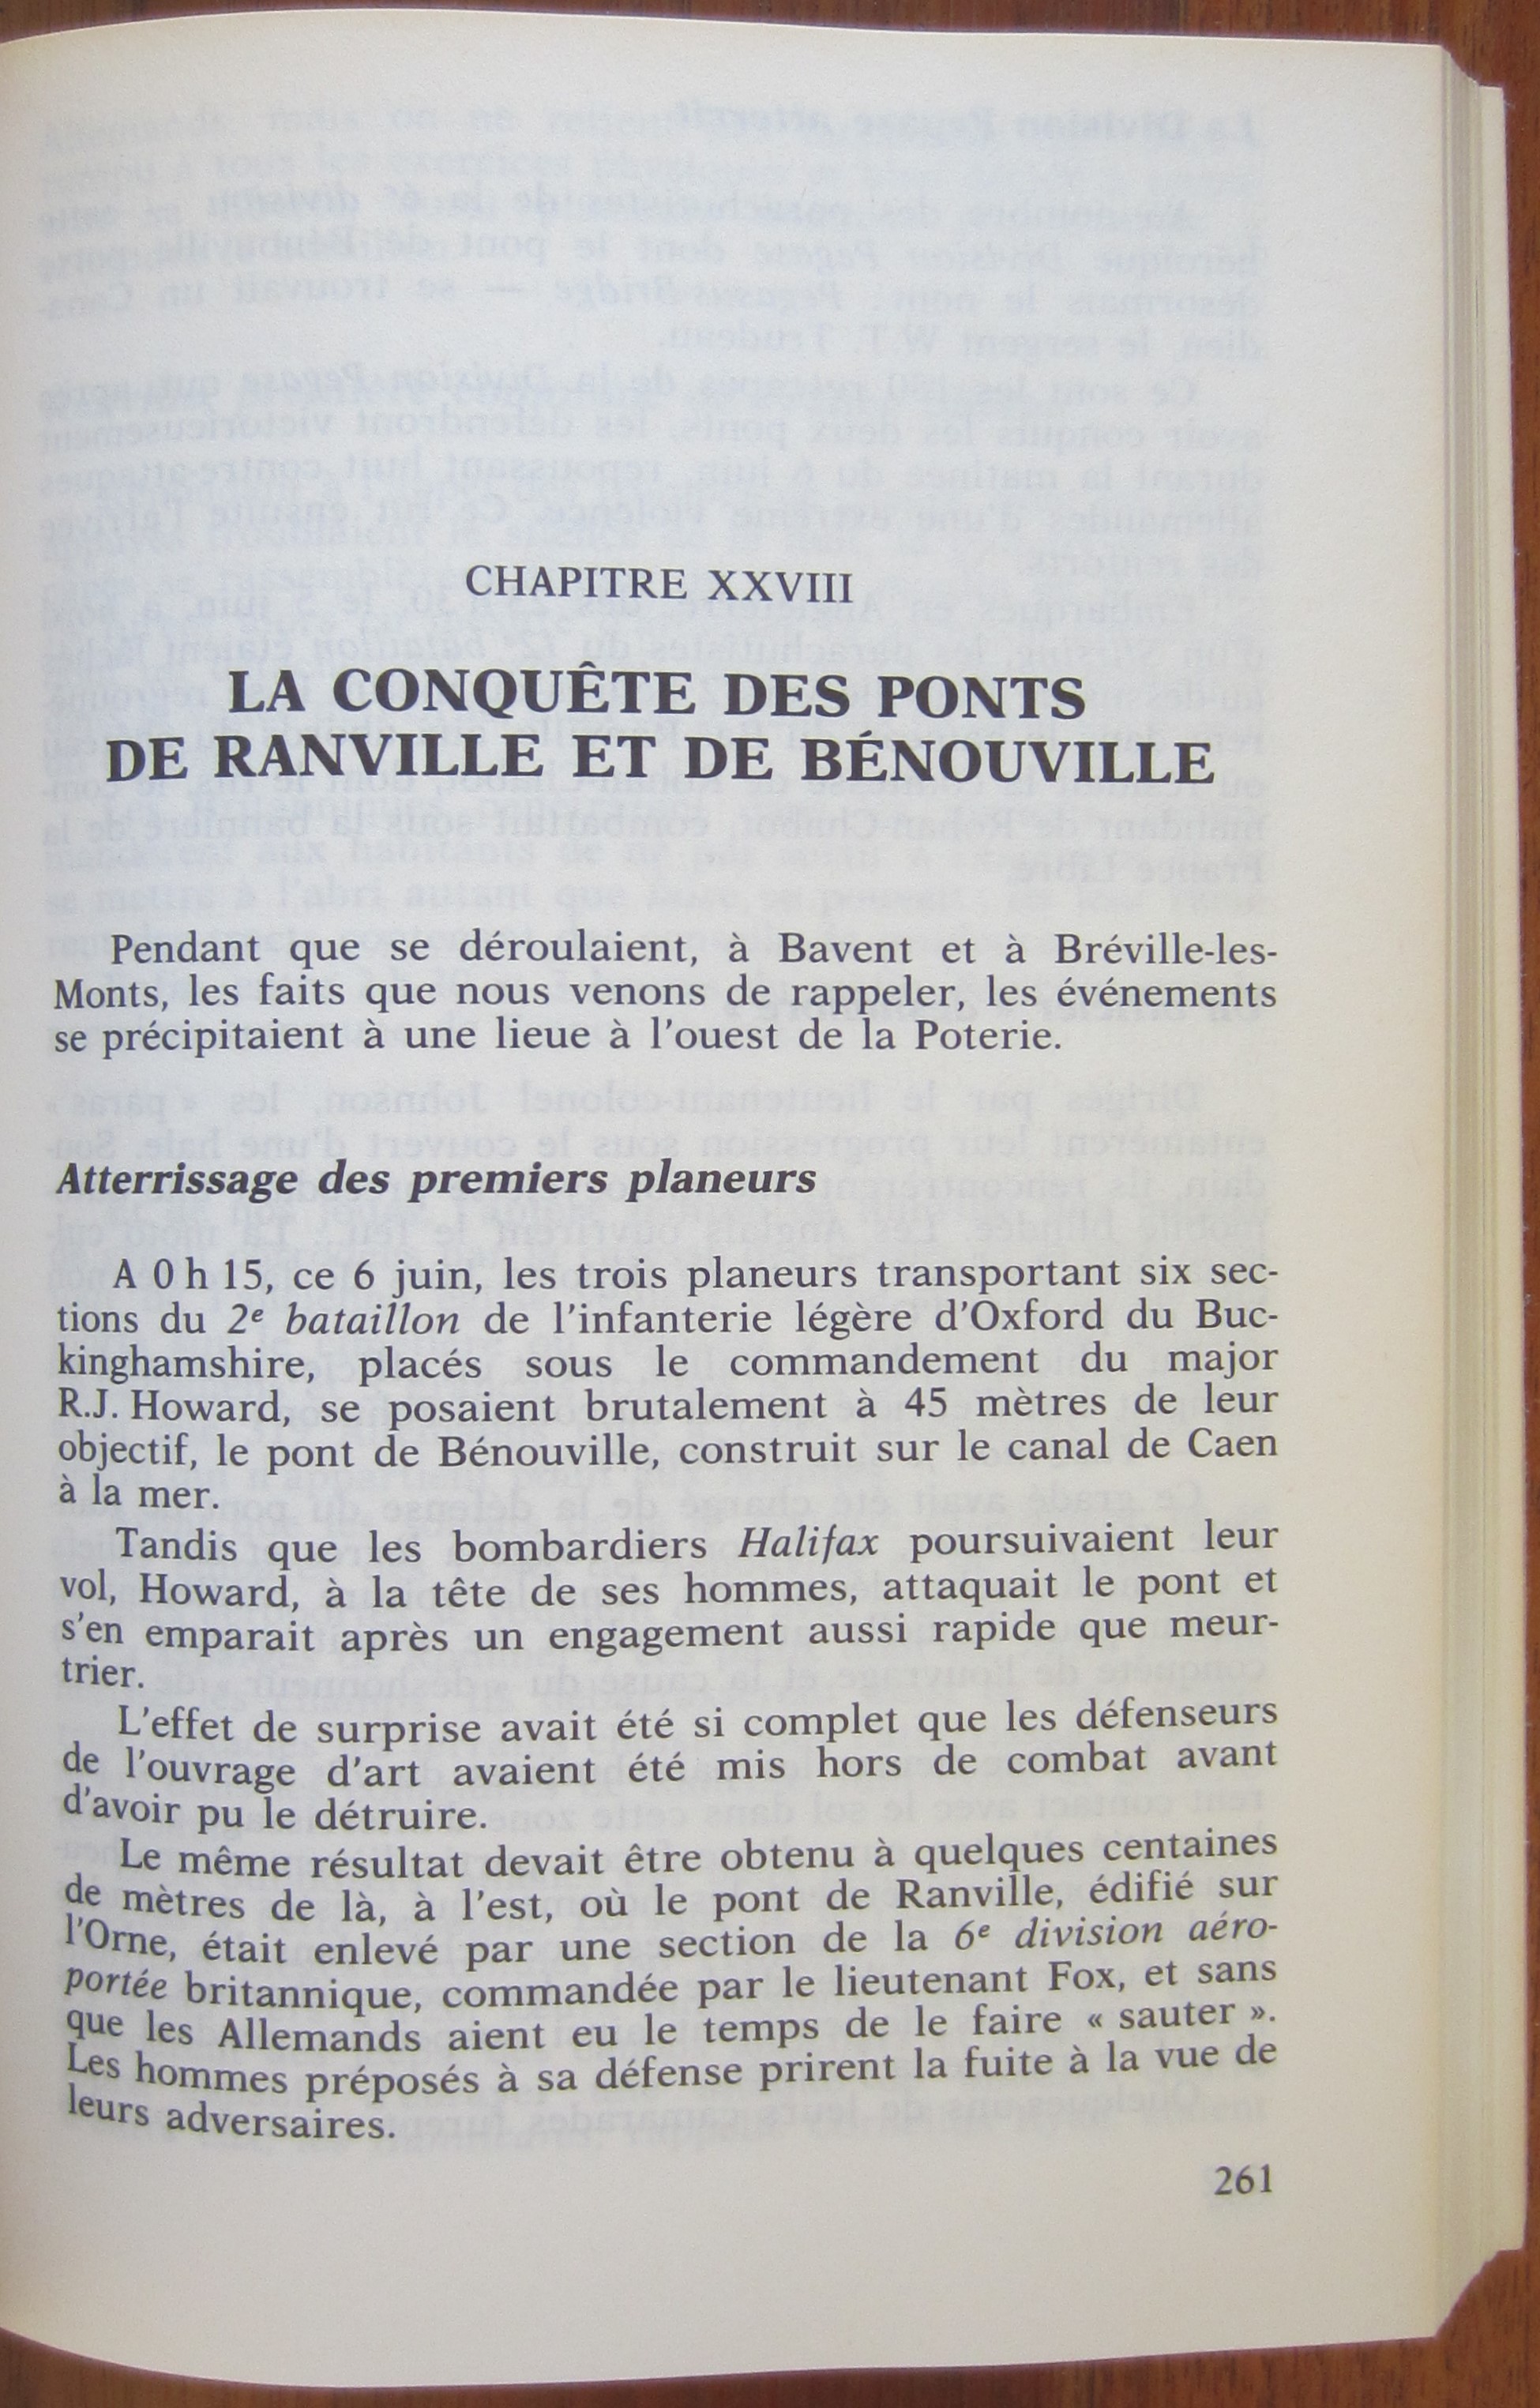 CHAPITRE XXVIII
LA CONQUÊTE DES PONTS
DE RANVILLE ET DE BÉNOUVILLE
Pendant que se déroulaient, à Bavent et à Bréville-les-
Monts, les faits que nous venons de rappeler, les événements
se précipitaient à une lieue à l'ouest de la Poterie.
Atterrissage des premiers planeurs
A 0 h 15, ce 6 juin, les trois planeurs transportant six sec-
tions du 2e bataillon de l'infanterie légère d'Oxford du Buc-
kinghamshire, placés sous le commandement du major
R.J. Howard, se posaient brutalement à 45 mètres de leur
objectif, le pont de Bénouville, construit sur le canal de Caen
à la mer.
Tandis que les bombardiers Halifax poursuivaient leur
vol, Howard, à la tête de ses hommes, attaquait le pont et
s'en emparait après un engagement aussi rapide que meur-
trier.
L'effet de surprise avait été si complet que les défenseurs
de l'ouvrage d'art avaient été mis hors de combat avant
d'avoir pu le détruire.
Le même résultat devait être obtenu à quelques centaines
de mètres de là, à l'est, où le pont de Ranville, édifié sur
l'Orne, était enlevé par une section de la 6e division aéro-
portée britannique, commandée par le lieutenant Fox, et sans
que les Allemands aient eu le temps de le faire « sauter ».
Les hommes préposés à sa défense prirent la fuite à la vue de
leurs adversaires.
261